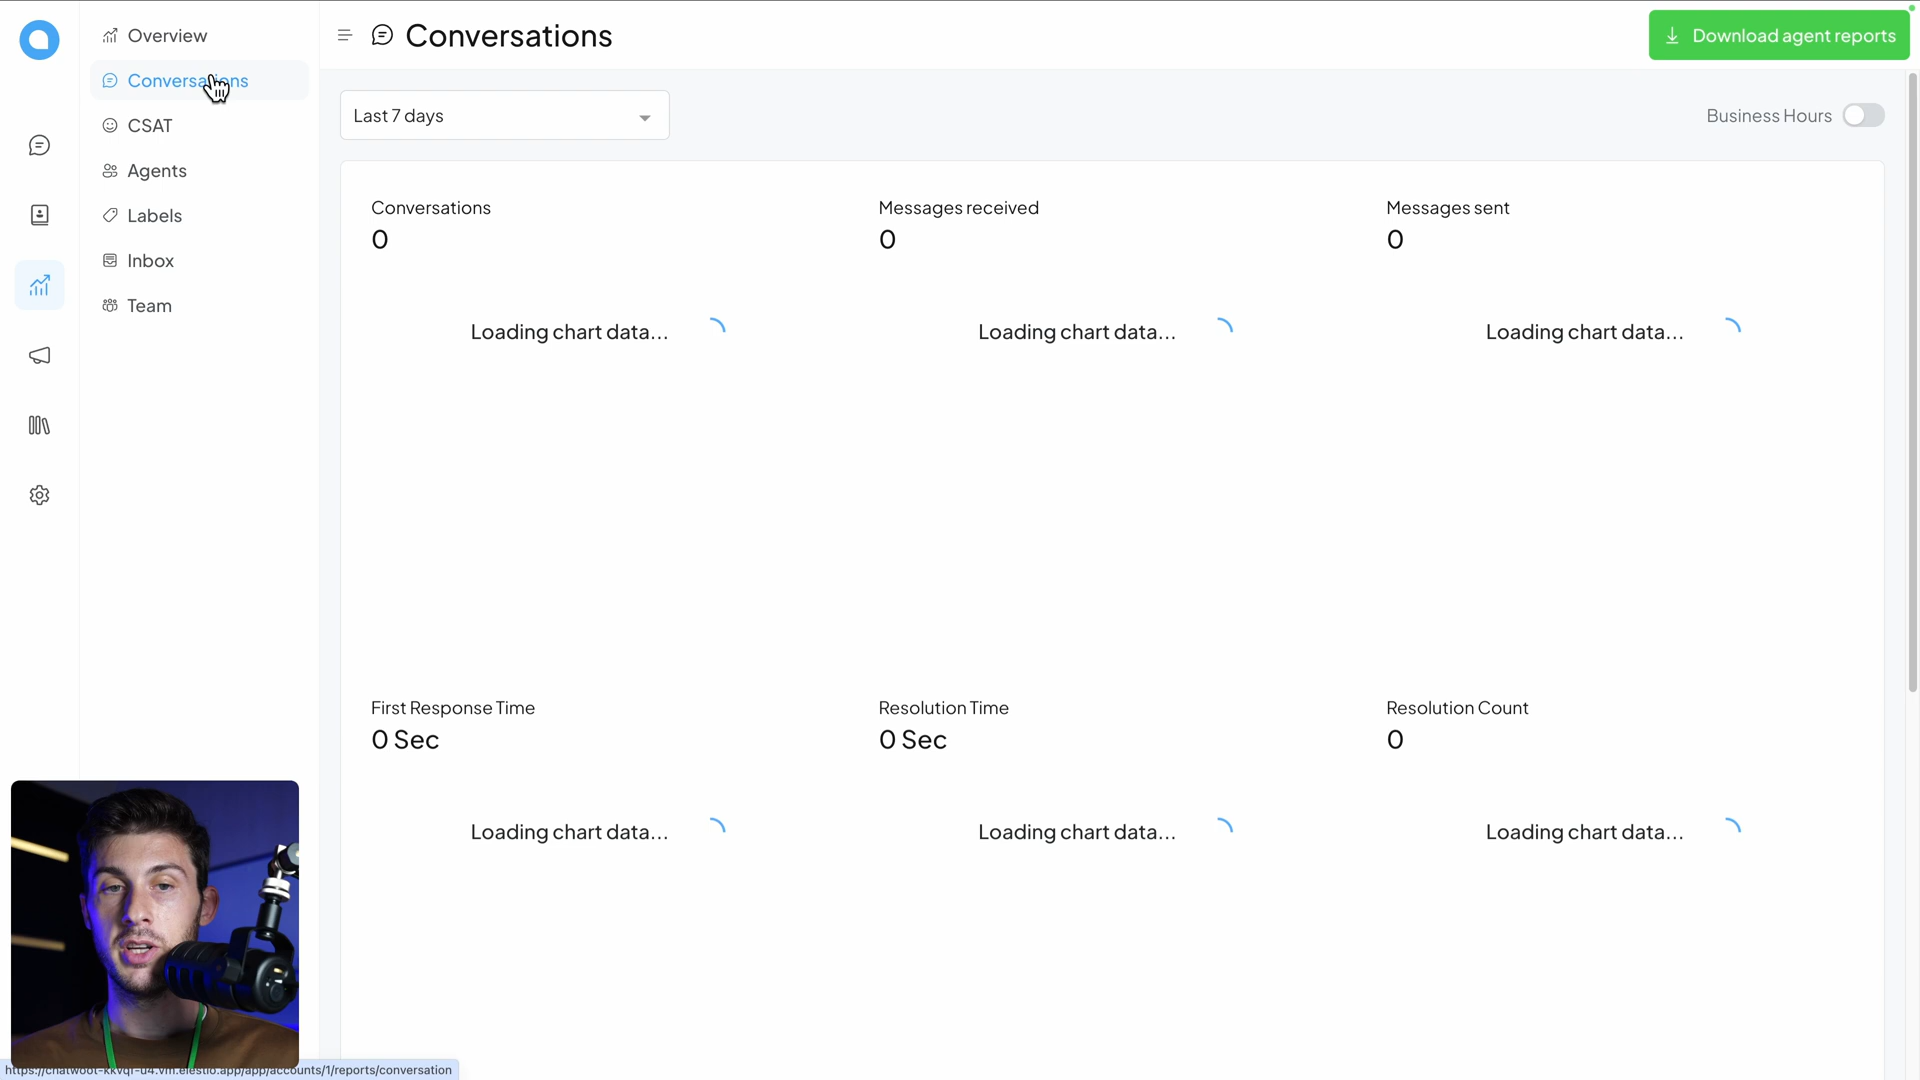 Overview
Conversations
CSAT
Agents
Labels
Inbox
Team
Conversations
Download agent reports
Last 7 days
Business Hours
Conversations
0
Messages received
0
Messages sent
0
Loading chart data...
Loading chart data...
Loading chart data...
First Response Time
0 Sec
Resolution Time
0 Sec
Resolution Count
0
Loading chart data...
Loading chart data...
Loading chart data...